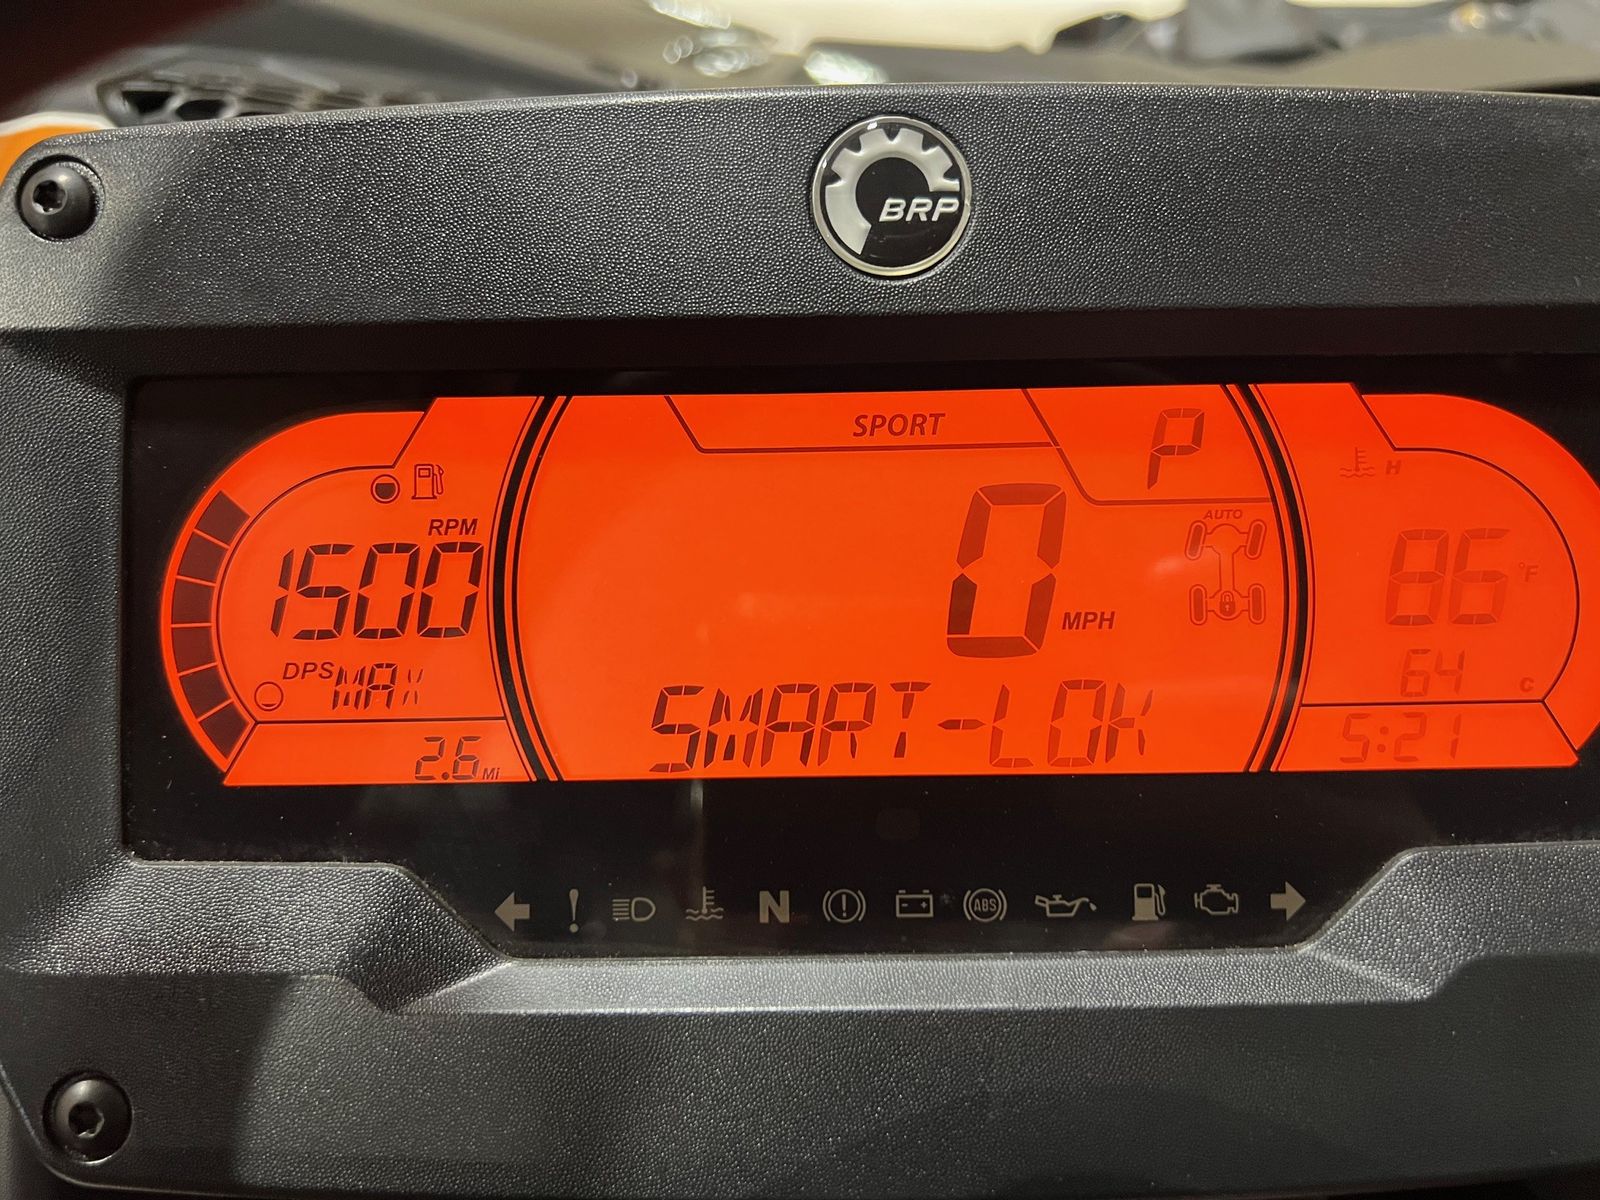 BRP
SPORT
P
RPM
1500
DPS MAX
2.6 Mi
0 MPH
AUTO
SMART-LOK
H
86 °F
64
C
5:21
N
ABS